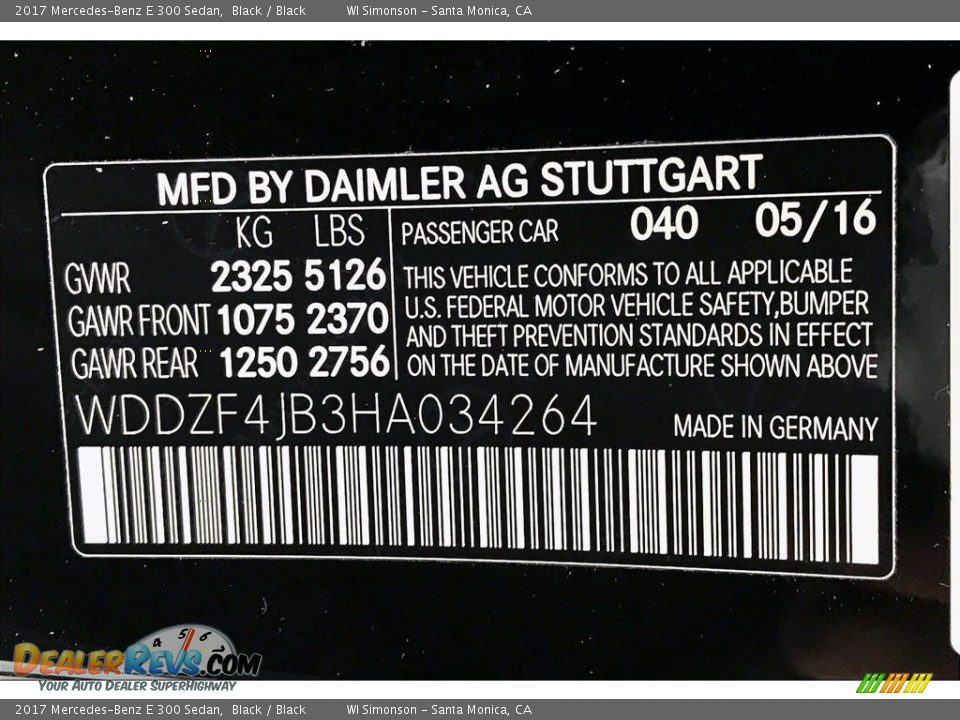 2017 Mercedes-Benz E 300 Sedan, Black / Black WI Simonson - Santa Monica, CA
MFD BY DAIMLER AG STUTTGART
KG LBS PASSENGER CAR 040 05/16
GVWR 2325 5126
GAWR FRONT 1075 2370
GAWR REAR 1250 2756
THIS VEHICLE CONFORMS TO ALL APPLICABLE
U.S. FEDERAL MOTOR VEHICLE SAFETY,BUMPER
AND THEFT PREVENTION STANDARDS IN EFFECT
ON THE DATE OF MANUFACTURE SHOWN ABOVE
WDDZF4JB3HA034264 MADE IN GERMANY
4 5 6
DEALERREVS.COM
YOUR AUTO DEALER SUPERHIGHWAY
2017 Mercedes-Benz E 300 Sedan, Black / Black WI Simonson - Santa Monica, CA